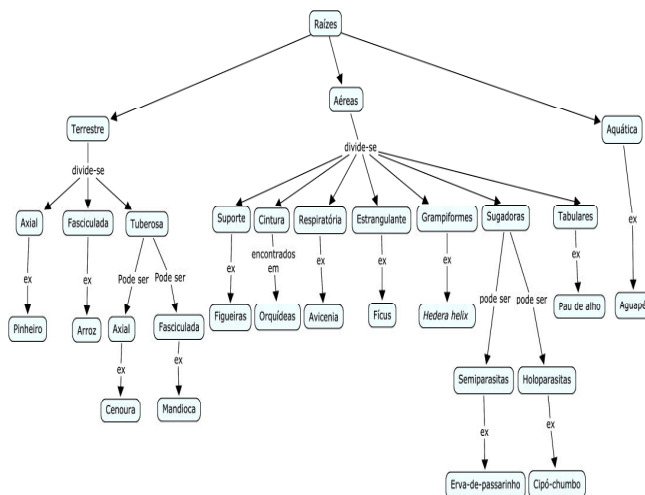 Raízes
Aéreas
Terrestre
Aquática
divide-se
divide-se
Axial
Fasciculada
Tuberosa
Suporte
Cintura
Respiratória
Estrangulante
Grampiformes
Sugadoras
Tabulares
ex
ex
ex
Pode ser
Pode ser
ex
encontrados
em
ex
ex
ex
pode ser
pode ser
ex
ex
Pinheiro
Arroz
Axial
Fasciculada
Figueiras
Orquídeas
Avicenia
Fícus
Hedera helix
Pau de alho
Aguapé
ex
ex
Cenoura
Mandioca
Semiparasitas
Holoparasitas
ex
ex
Erva-de-passarinho
Cipó-chumbo